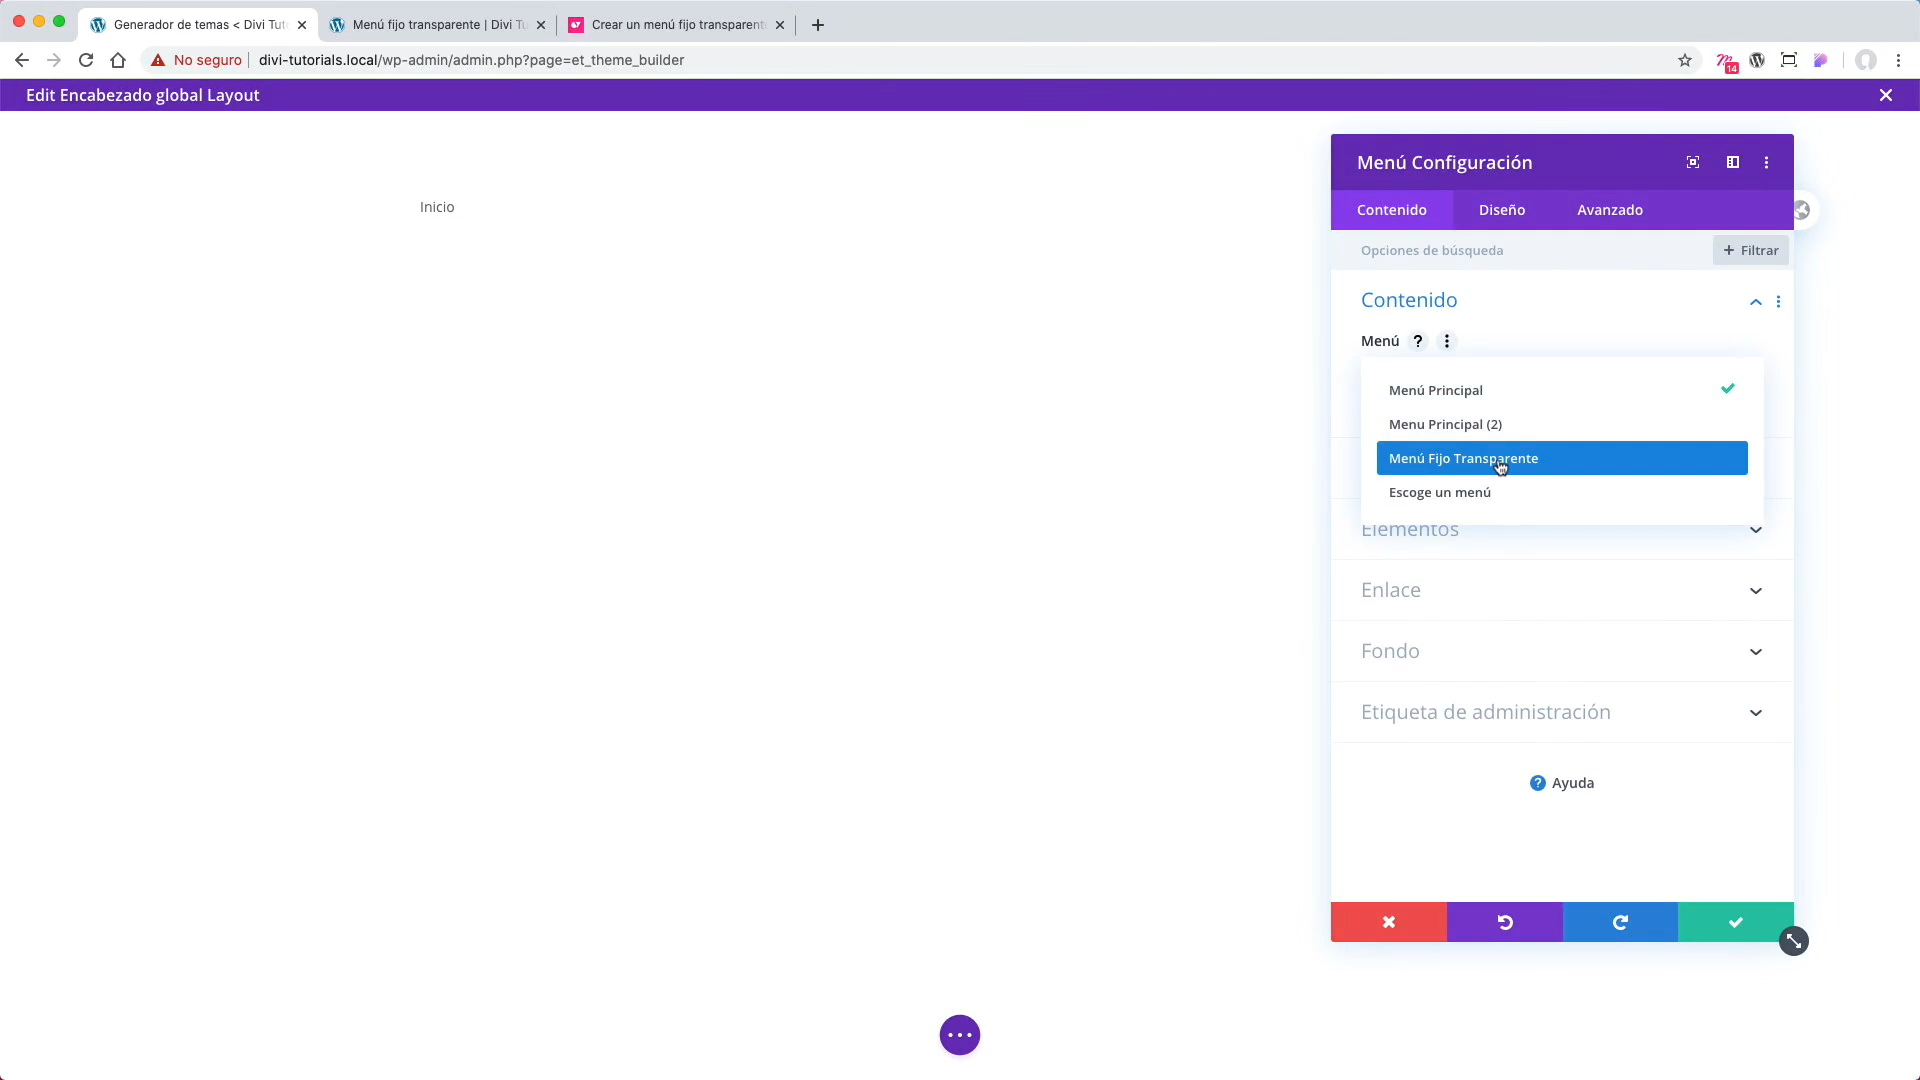 Generador de temas < Divi Tut
Menú fijo transparente | Divi Tu
Crear un menú fijo transparent
No seguro
divi-tutorials.local/wp-admin/admin.php?page=et_theme_builder
14
Edit Encabezado global Layout
Inicio
Menú Configuración
Contenido
Diseño
Avanzado
Opciones de búsqueda
+ Filtrar
Contenido
Menú ?
Menú Principal
Menu Principal (2)
Menú Fijo Transparente
Escoge un menú
Elementos
Enlace
Fondo
Etiqueta de administración
? Ayuda